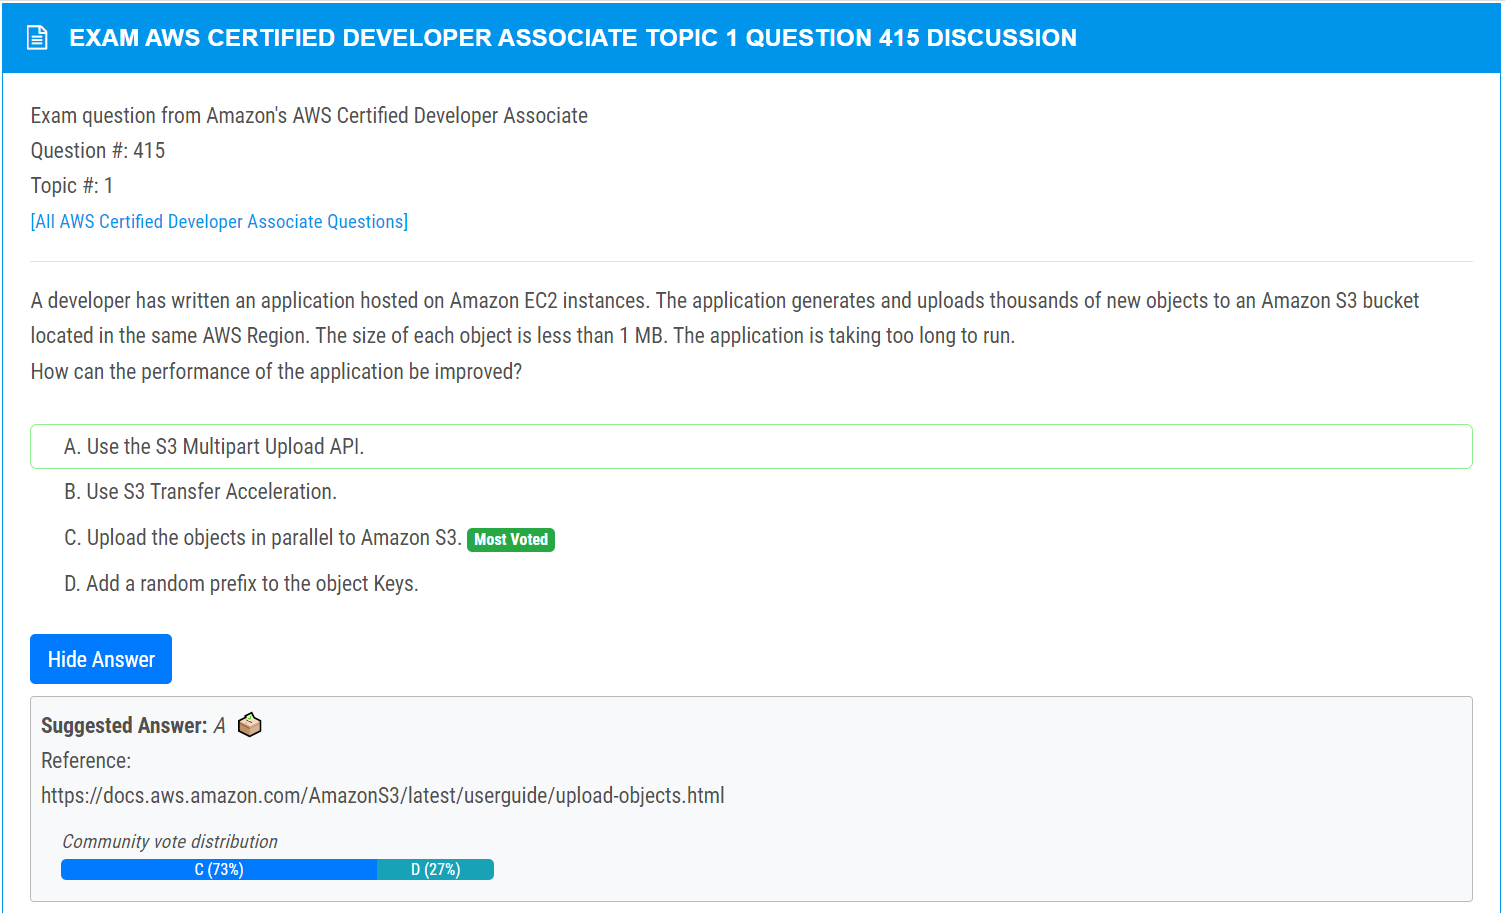 EXAM AWS CERTIFIED DEVELOPER ASSOCIATE TOPIC 1 QUESTION 415 DISCUSSION
Exam question from Amazon's AWS Certified Developer Associate
Question #: 415
Topic #: 1
[All AWS Certified Developer Associate Questions]
A developer has written an application hosted on Amazon EC2 instances. The application generates and uploads thousands of new objects to an Amazon S3 bucket
located in the same AWS Region. The size of each object is less than 1 MB. The application is taking too long to run.
How can the performance of the application be improved?
A. Use the S3 Multipart Upload API.
B. Use S3 Transfer Acceleration.
C. Upload the objects in parallel to Amazon S3. Most Voted
D. Add a random prefix to the object Keys.
Hide Answer
Suggested Answer: A
Reference:
https://docs.aws.amazon.com/AmazonS3/latest/userguide/upload-objects.html
Community vote distribution
C (73%) D (27%)